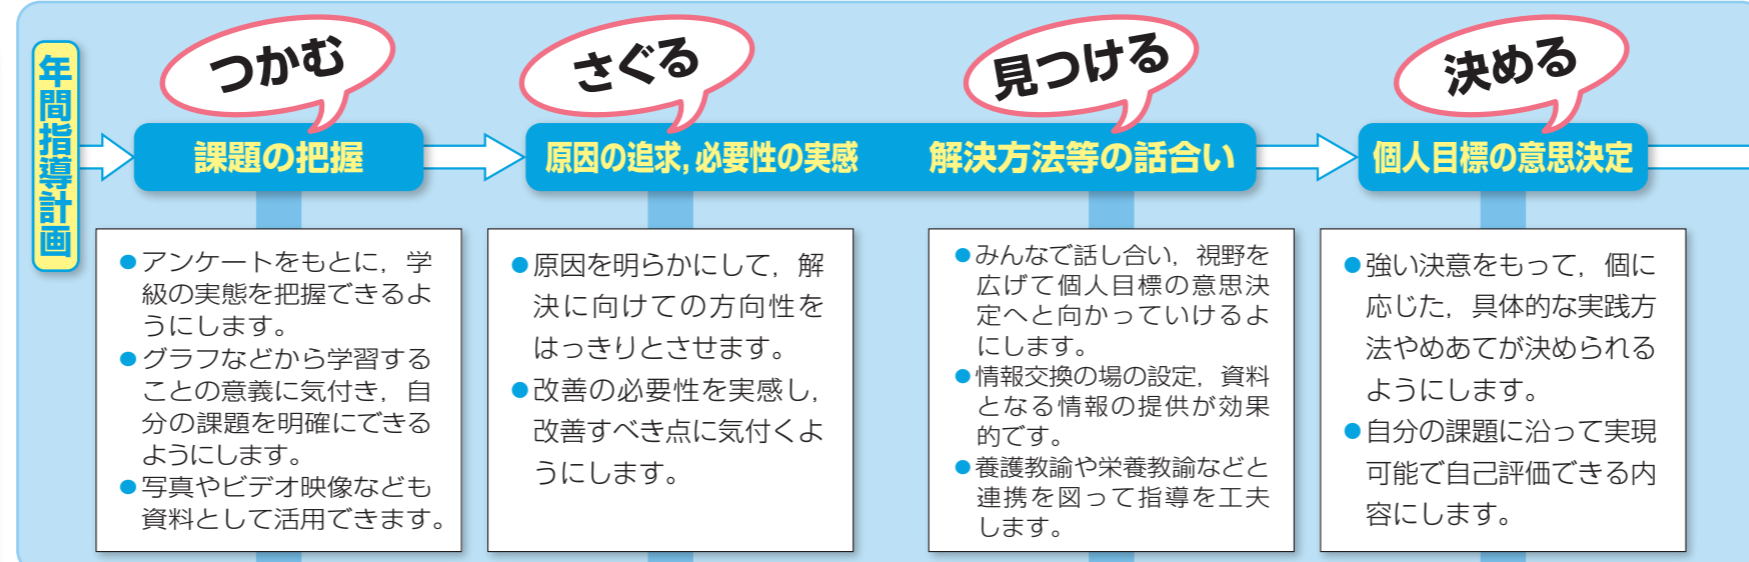 年間指導計画
つかむ
課題の把握
●アンケートをもとに，学
級の実態を把握できるよ
うにします。
●グラフなどから学習する
ことの意義に気付き，自
分の課題を明確にできる
ようにします。
●写真やビデオ映像なども
資料として活用できます。
さぐる
原因の追求，必要性の実感
●原因を明らかにして，解
決に向けての方向性を
はっきりとさせます。
●改善の必要性を実感し，
改善すべき点に気付くよ
うにします。
見つける
解決方法等の話合い
●みんなで話し合い，視野を
広げて個人目標の意思決
定へと向かっていけるよ
にします。
●情報交換の場の設定，資料
となる情報の提供が効果
的です。
●養護教諭や栄養教諭などと
連携を図って指導を工夫
します。
決める
個人目標の意思決定
●強い決意をもって，個に
応じた，具体的な実践方
法やめあてが決められる
ようにします。
●自分の課題に沿って実現
可能で自己評価できる内
容にします。